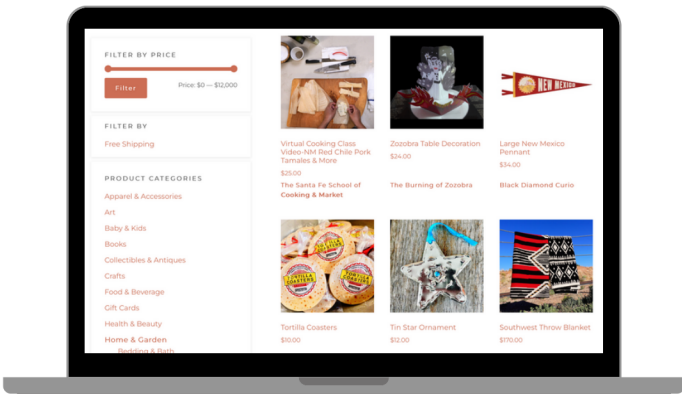 FILTER BY PRICE
Filter
Price: $0 — $12,000
FILTER BY
Free Shipping
PRODUCT CATEGORIES
Apparel & Accessories
Art
Baby & Kids
Books
Collectibles & Antiques
Crafts
Food & Beverage
Gift Cards
Health & Beauty
Home & Garden
Bedding & Bath
Virtual Cooking Class
Video-NM Red Chile Pork
Tamales & More
$25.00
The Santa Fe School of
Cooking & Market
Zozobra Table Decoration
$24.00
The Burning of Zozobra
NEW MEXICO
Large New Mexico
Pennant
$34.00
Black Diamond Curio
TORTILLA
COASTERS
Tortilla Coasters
$10.00
Tin Star Ornament
$12.00
Southwest Throw Blanket
$170.00